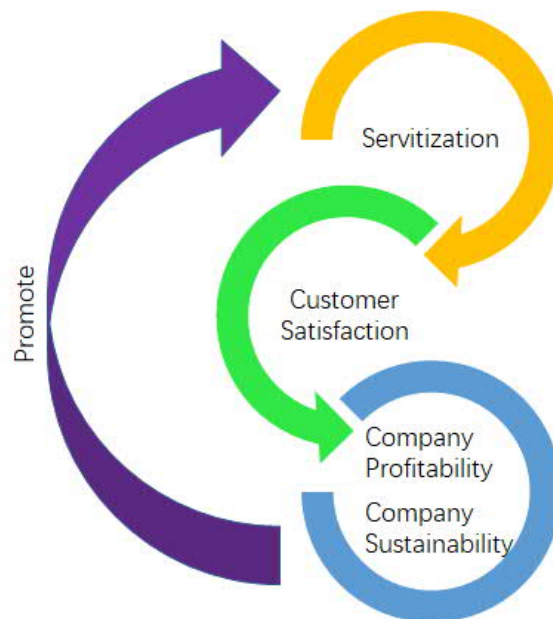 Servitization
Promote
Customer
Satisfaction
Company
Profitability
Company
Sustainability